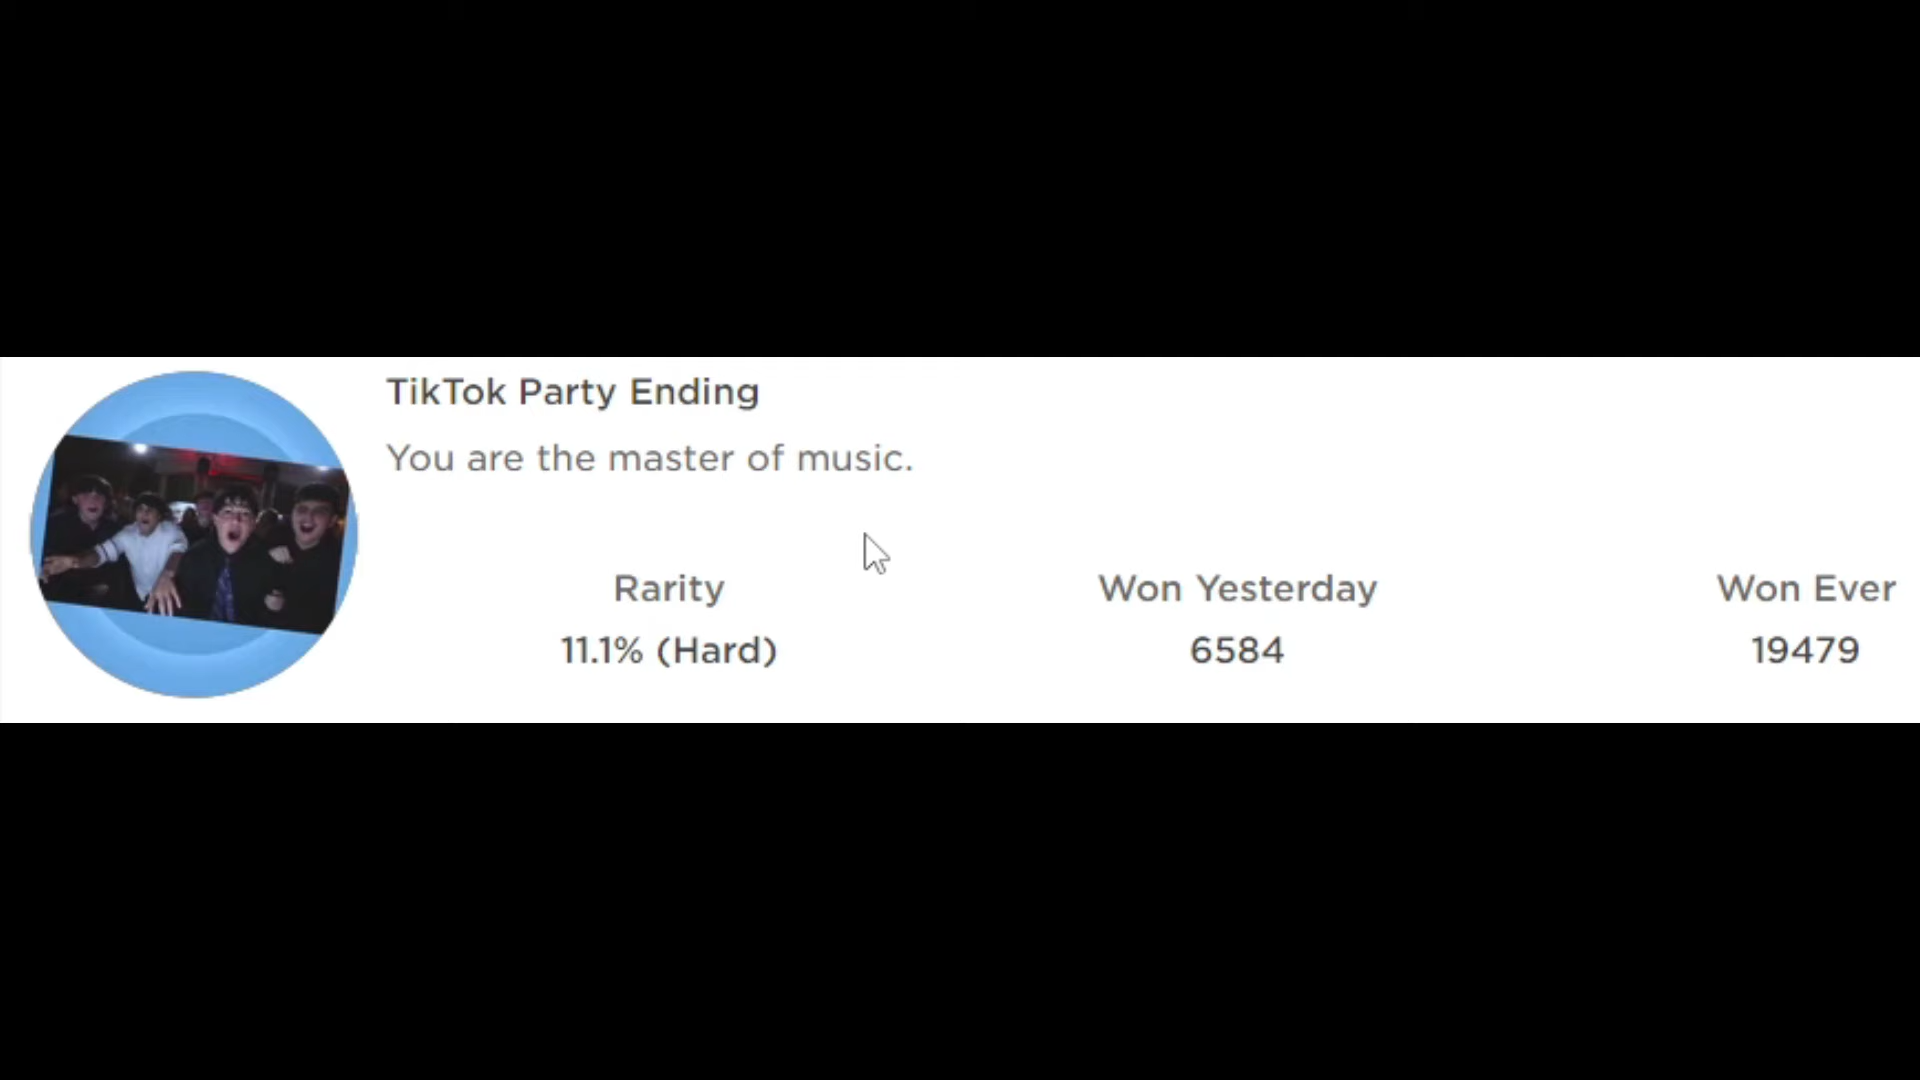 TikTok Party Ending
You are the master of music.
Rarity Won Yesterday Won Ever
11.1% (Hard) 6584 19479